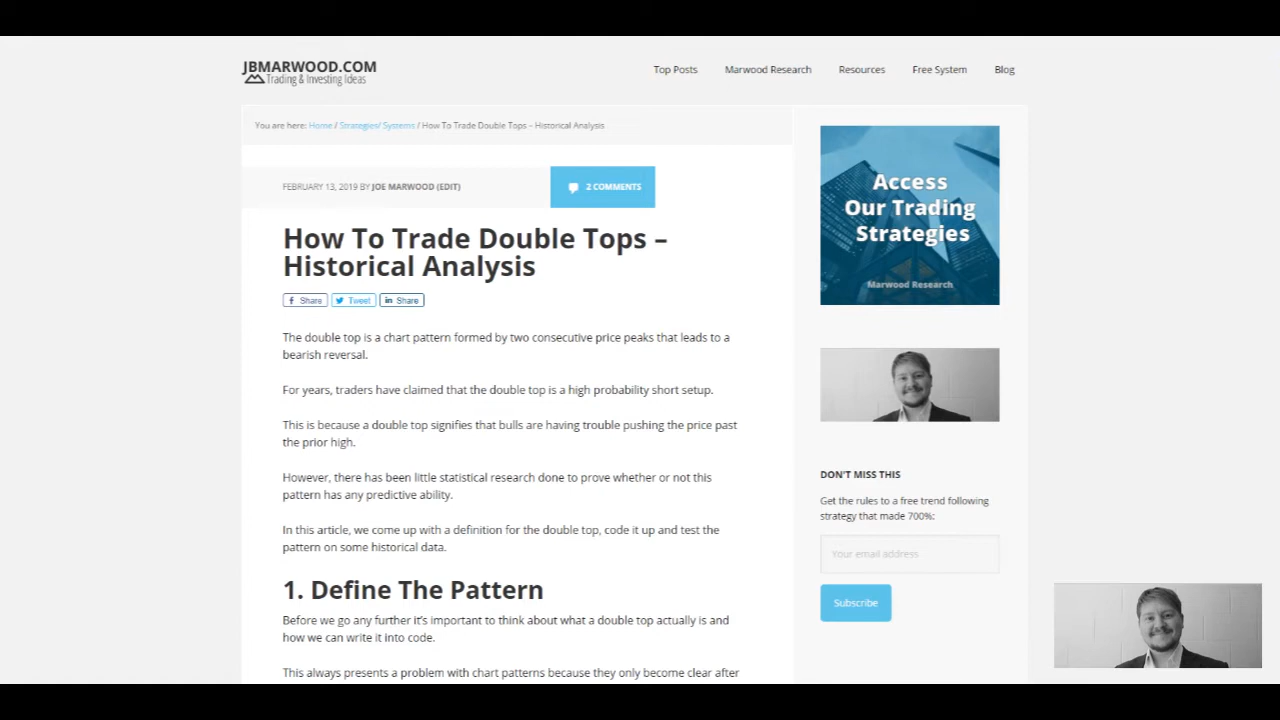 JBMARWOOD.COM
Trading & Investing Ideas
Top Posts
Marwood Research
Resources
Free System
Blog
You are here: Home / Strategies/ Systems / How To Trade Double Tops – Historical Analysis
FEBRUARY 13, 2019 BY JOE MARWOOD (EDIT)
2 COMMENTS
How To Trade Double Tops –
Historical Analysis
Share
Tweet
Share
The double top is a chart pattern formed by two consecutive price peaks that leads to a
bearish reversal.
For years, traders have claimed that the double top is a high probability short setup.
This is because a double top signifies that bulls are having trouble pushing the price past
the prior high.
However, there has been little statistical research done to prove whether or not this
pattern has any predictive ability.
In this article, we come up with a definition for the double top, code it up and test the
pattern on some historical data.
1. Define The Pattern
Before we go any further it's important to think about what a double top actually is and
how we can write it into code.
This always presents a problem with chart patterns because they only become clear after
Access
Our Trading
Strategies
Marwood Research
DON'T MISS THIS
Get the rules to a free trend following
strategy that made 700%:
Your email address
Subscribe